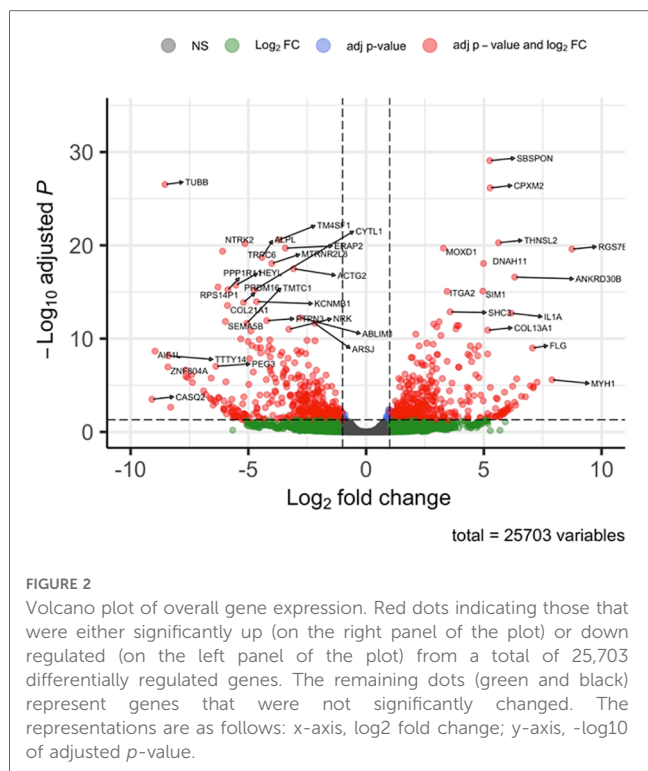 NS Log₂ FC adj p-value adj p – value and log₂ FC
– Log₁₀ adjusted P
30
20
10
0
SBSPON
TUBB
CPXM2
TM4SF1
CYTL1
NTRK2
ALPL
THNSL2
ERAP2
RGS7E
TRPC6
MTRNR2L8
MOXD1
DNAH11
PPP1R14
HEYL
ACTG2
ANKRD30B
RPS14P1
PRDM16
TMTC1
ITGA2
SIM1
COL21A1
KCNMB1
SHC3
IL1A
SEMA5B
PTPN3
NRK
COL13A1
ABLIM1
ARSJ
FLG
TTTY14
PEG3
ZNF804A
MYH1
CASQ2
-10 -5 0 5 10
Log₂ fold change
total = 25703 variables
FIGURE 2
Volcano plot of overall gene expression. Red dots indicating those that
were either significantly up (on the right panel of the plot) or down
regulated (on the left panel of the plot) from a total of 25,703
differentially regulated genes. The remaining dots (green and black)
represent genes that were not significantly changed. The
representations are as follows: x-axis, log2 fold change; y-axis, -log10
of adjusted p-value.